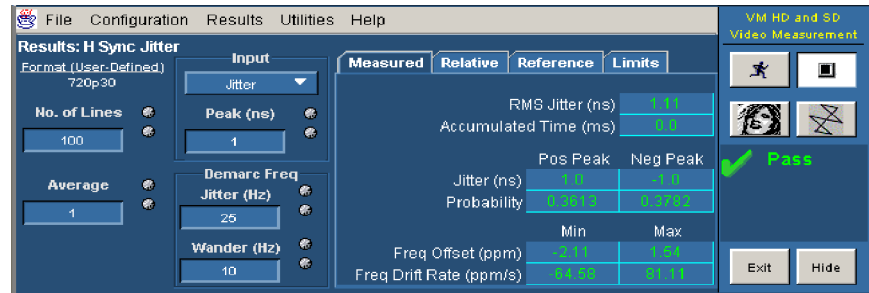 File Configuration Results Utilities Help
VM HD and SD
Video Measurement
Results: H Sync Jitter
Format (User-Defined)
720p30
No. of Lines
100
Average
1
Input
Jitter
Peak (ns)
1
Demarc Freq
Jitter (Hz)
25
Wander (Hz)
10
Measured Relative Reference Limits
RMS Jitter (ns) 1.11
Accumulated Time (ms) 0.0
Pos Peak Neg Peak
Jitter (ns) 1.0 -1.0
Probability 0.3613 0.3782
Min Max
Freq Offset (ppm) -2.11 1.54
Freq Drift Rate (ppm/s) -64.58 81.11
Pass
Exit Hide